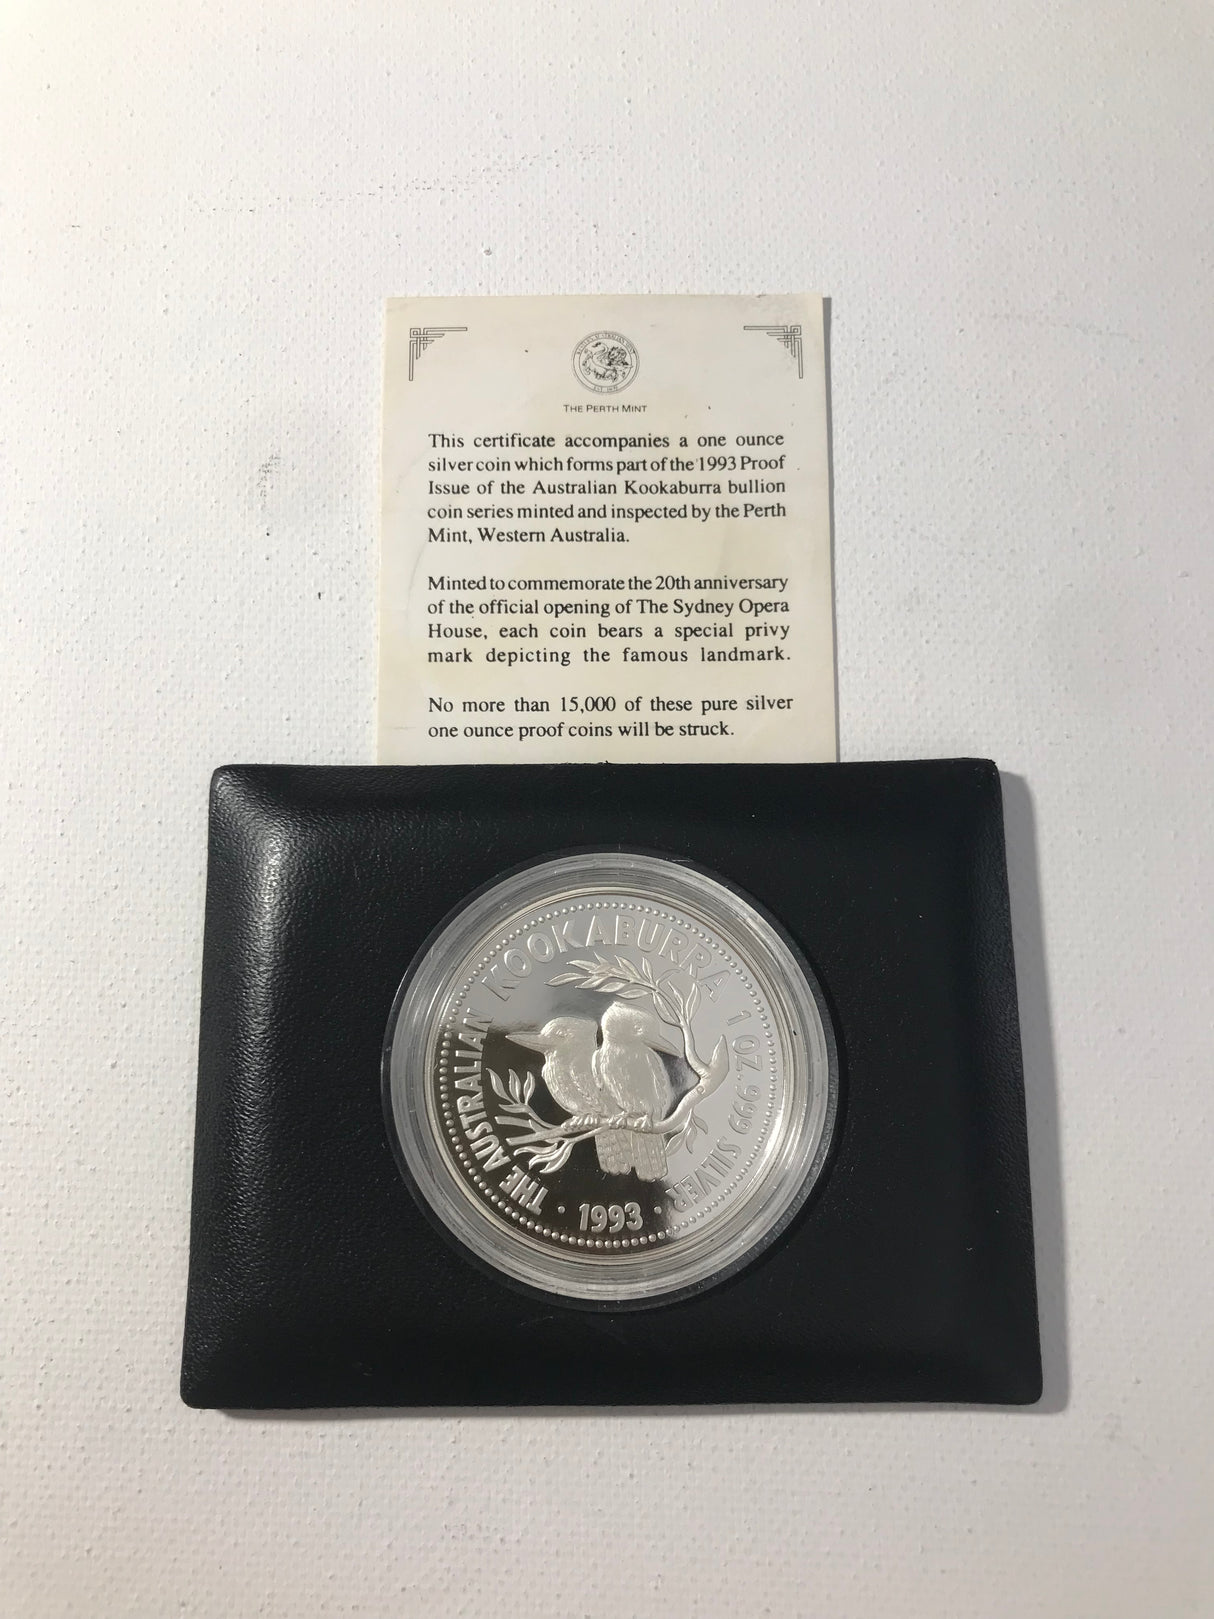 THE PERTH MINT
This certificate accompanies a one ounce
silver coin which forms part of the 1993 Proof
Issue of the Australian Kookaburra bullion
coin series minted and inspected by the Perth
Mint, Western Australia.
Minted to commemorate the 20th anniversary
of the official opening of The Sydney Opera
House, each coin bears a special privy
mark depicting the famous landmark.
No more than 15,000 of these pure silver
one ounce proof coins will be struck.
THE AUSTRALIAN KOOKABURRA 1 OZ. 999 SILVER
· 1993 ·